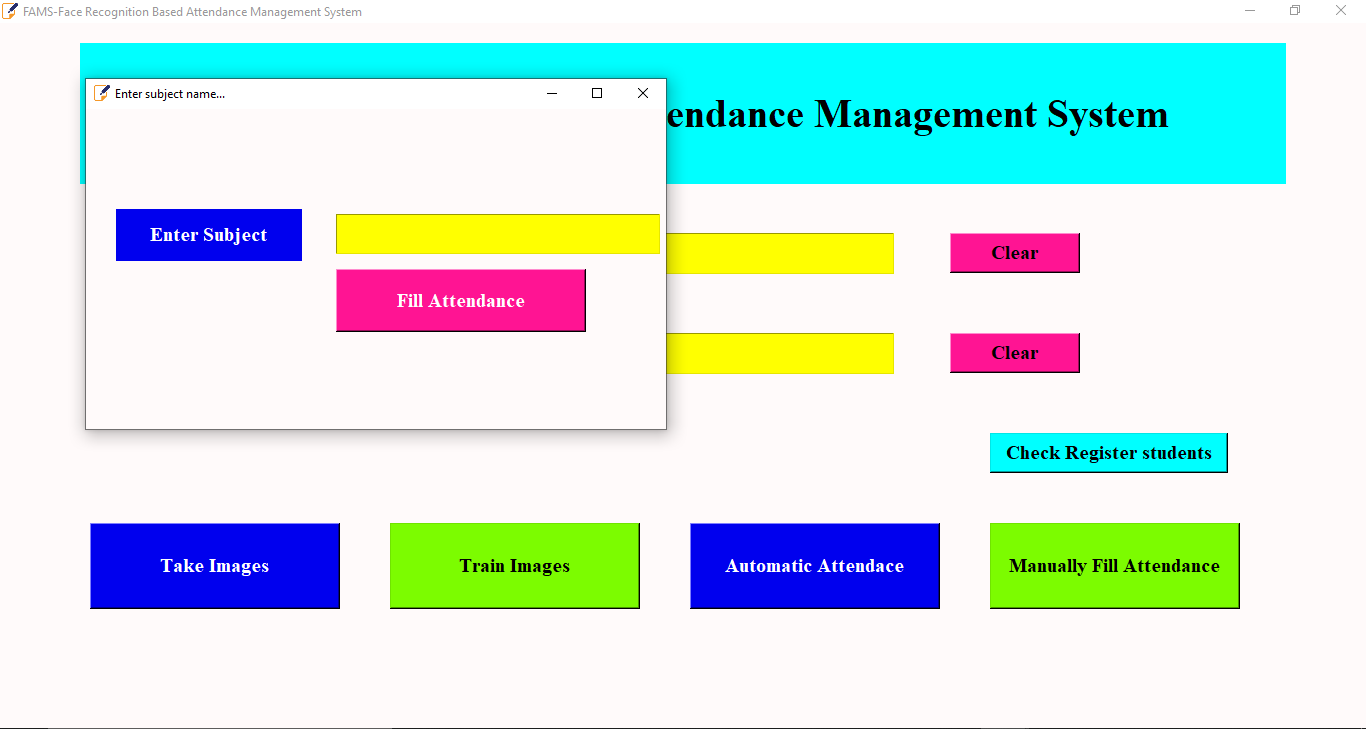 FAMS-Face Recognition Based Attendance Management System
Enter subject name...
endance Management System
Enter Subject
Fill Attendance
Clear
Clear
Check Register students
Take Images
Train Images
Automatic Attendace
Manually Fill Attendance